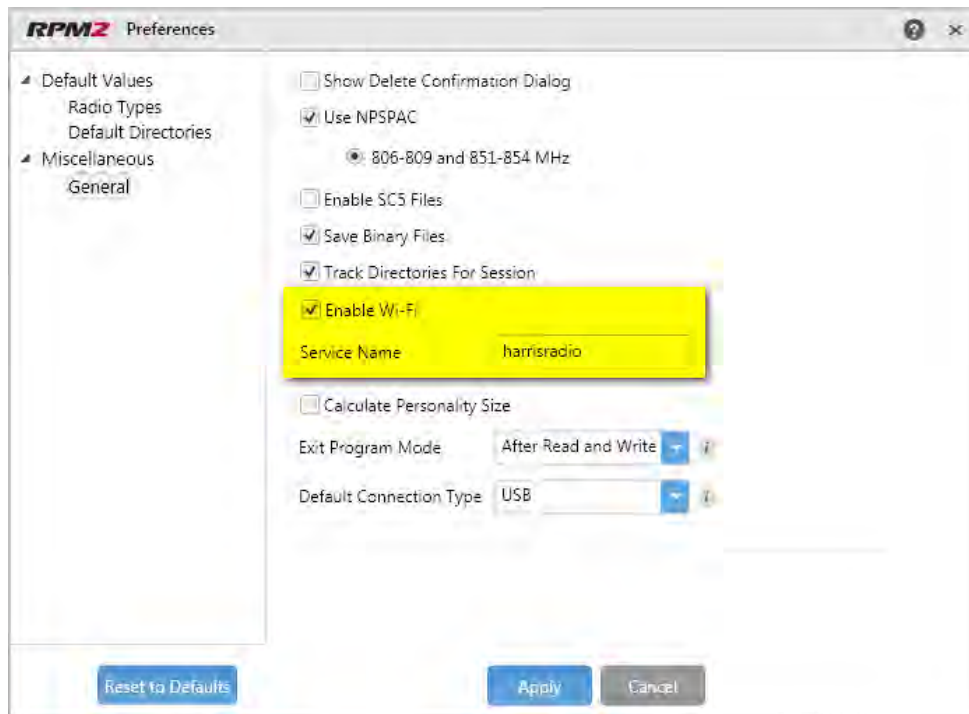 RPM2 Preferences
Default Values
Radio Types
Default Directories
Miscellaneous
General
Show Delete Confirmation Dialog
Use NPSPAC
806-809 and 851-854 MHz
Enable SC5 Files
Save Binary Files
Track Directories For Session
Enable Wi-Fi
Service Name harrisradio
Calculate Personality Size
Exit Program Mode After Read and Write
Default Connection Type USB
Reset to Defaults Apply Cancel